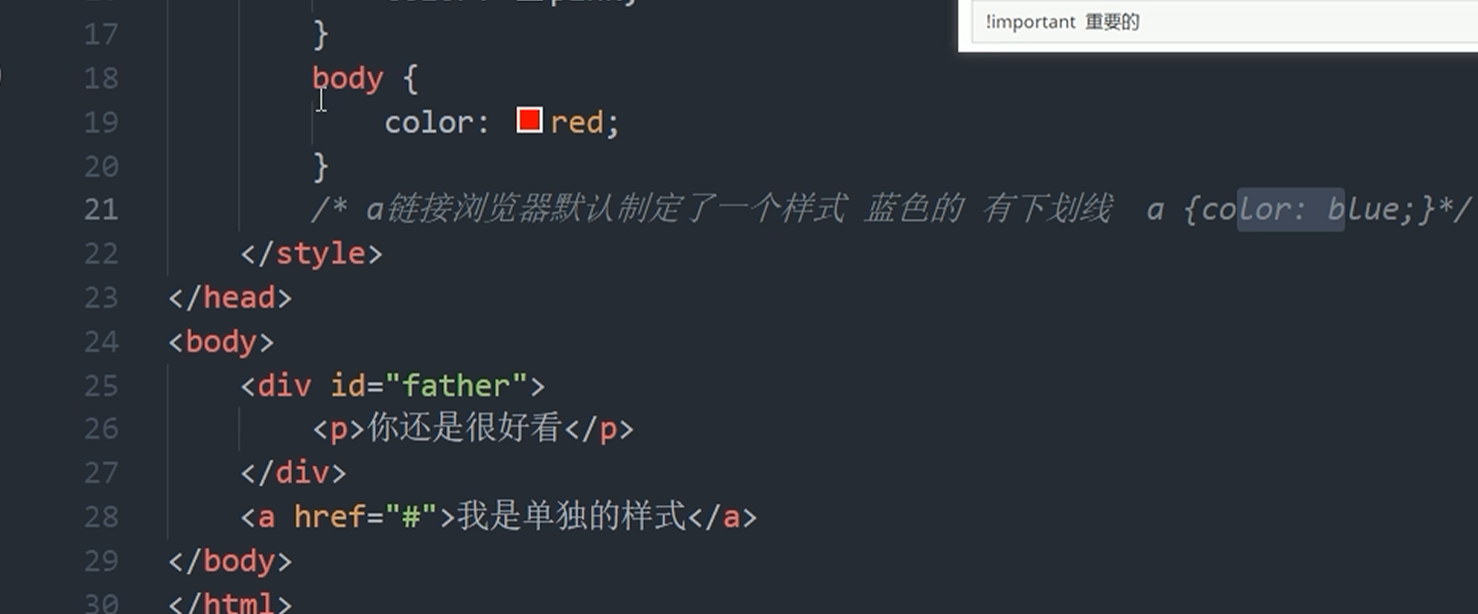 !important 重要的
17 }
18 body {
19 color: red;
20 }
21 /* a链接浏览器默认制定了一个样式 蓝色的 有下划线 a {color: blue;}*/
22 </style>
23 </head>
24 <body>
25 <div id="father">
26 <p>你还是很好看</p>
27 </div>
28 <a href="#">我是单独的样式</a>
29 </body>
30 </html>